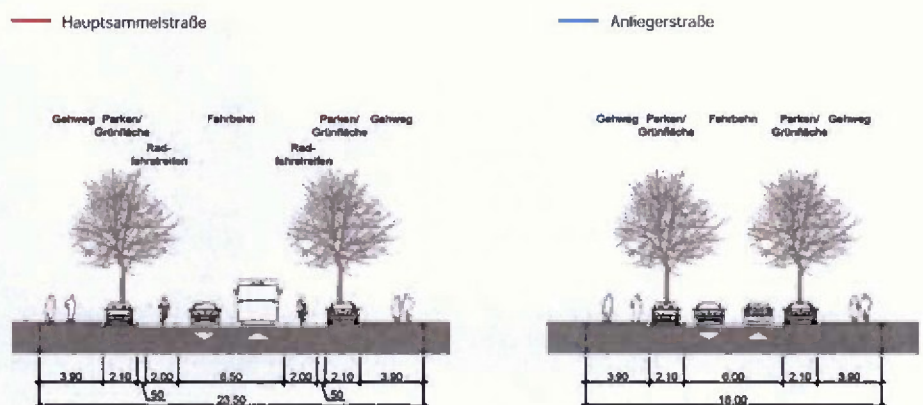 Hauptsammelstraße
Anliegerstraße
Gehweg Parken/ Fahrbahn Parken/ Gehweg
Grünfläche Grünfläche
Rad- Rad-
fahrstreifen fahrstreifen
Gehweg Parken/ Fahrbahn Parken/ Gehweg
Grünfläche Grünfläche
3.90 2.10 2.00 6.50 2.00 2.10 3.90
.50 .50
23.50
3.90 2.10 6.00 2.10 3.90
18.00